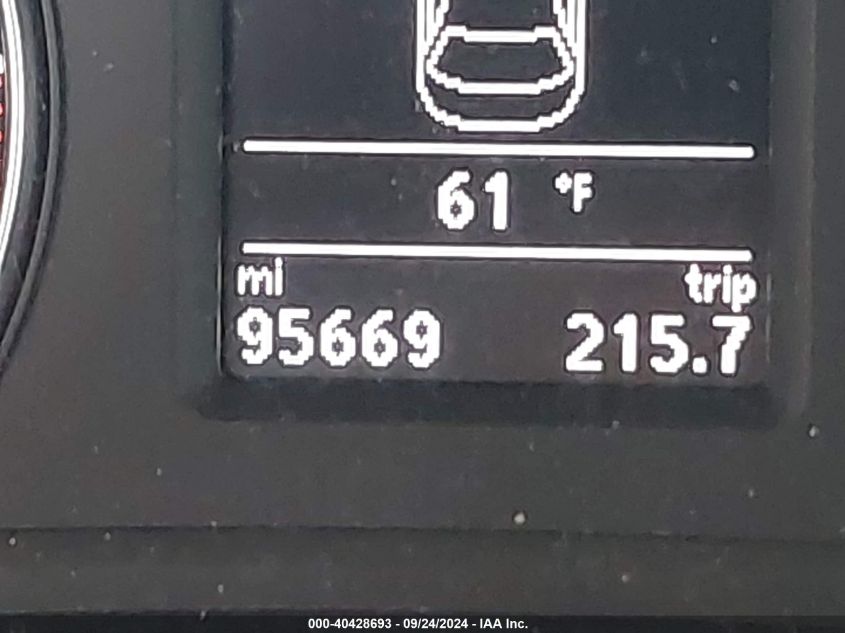 61 °F
mi trip
95669 215.7
000-40428693 - 09/24/2024 - IAA Inc.